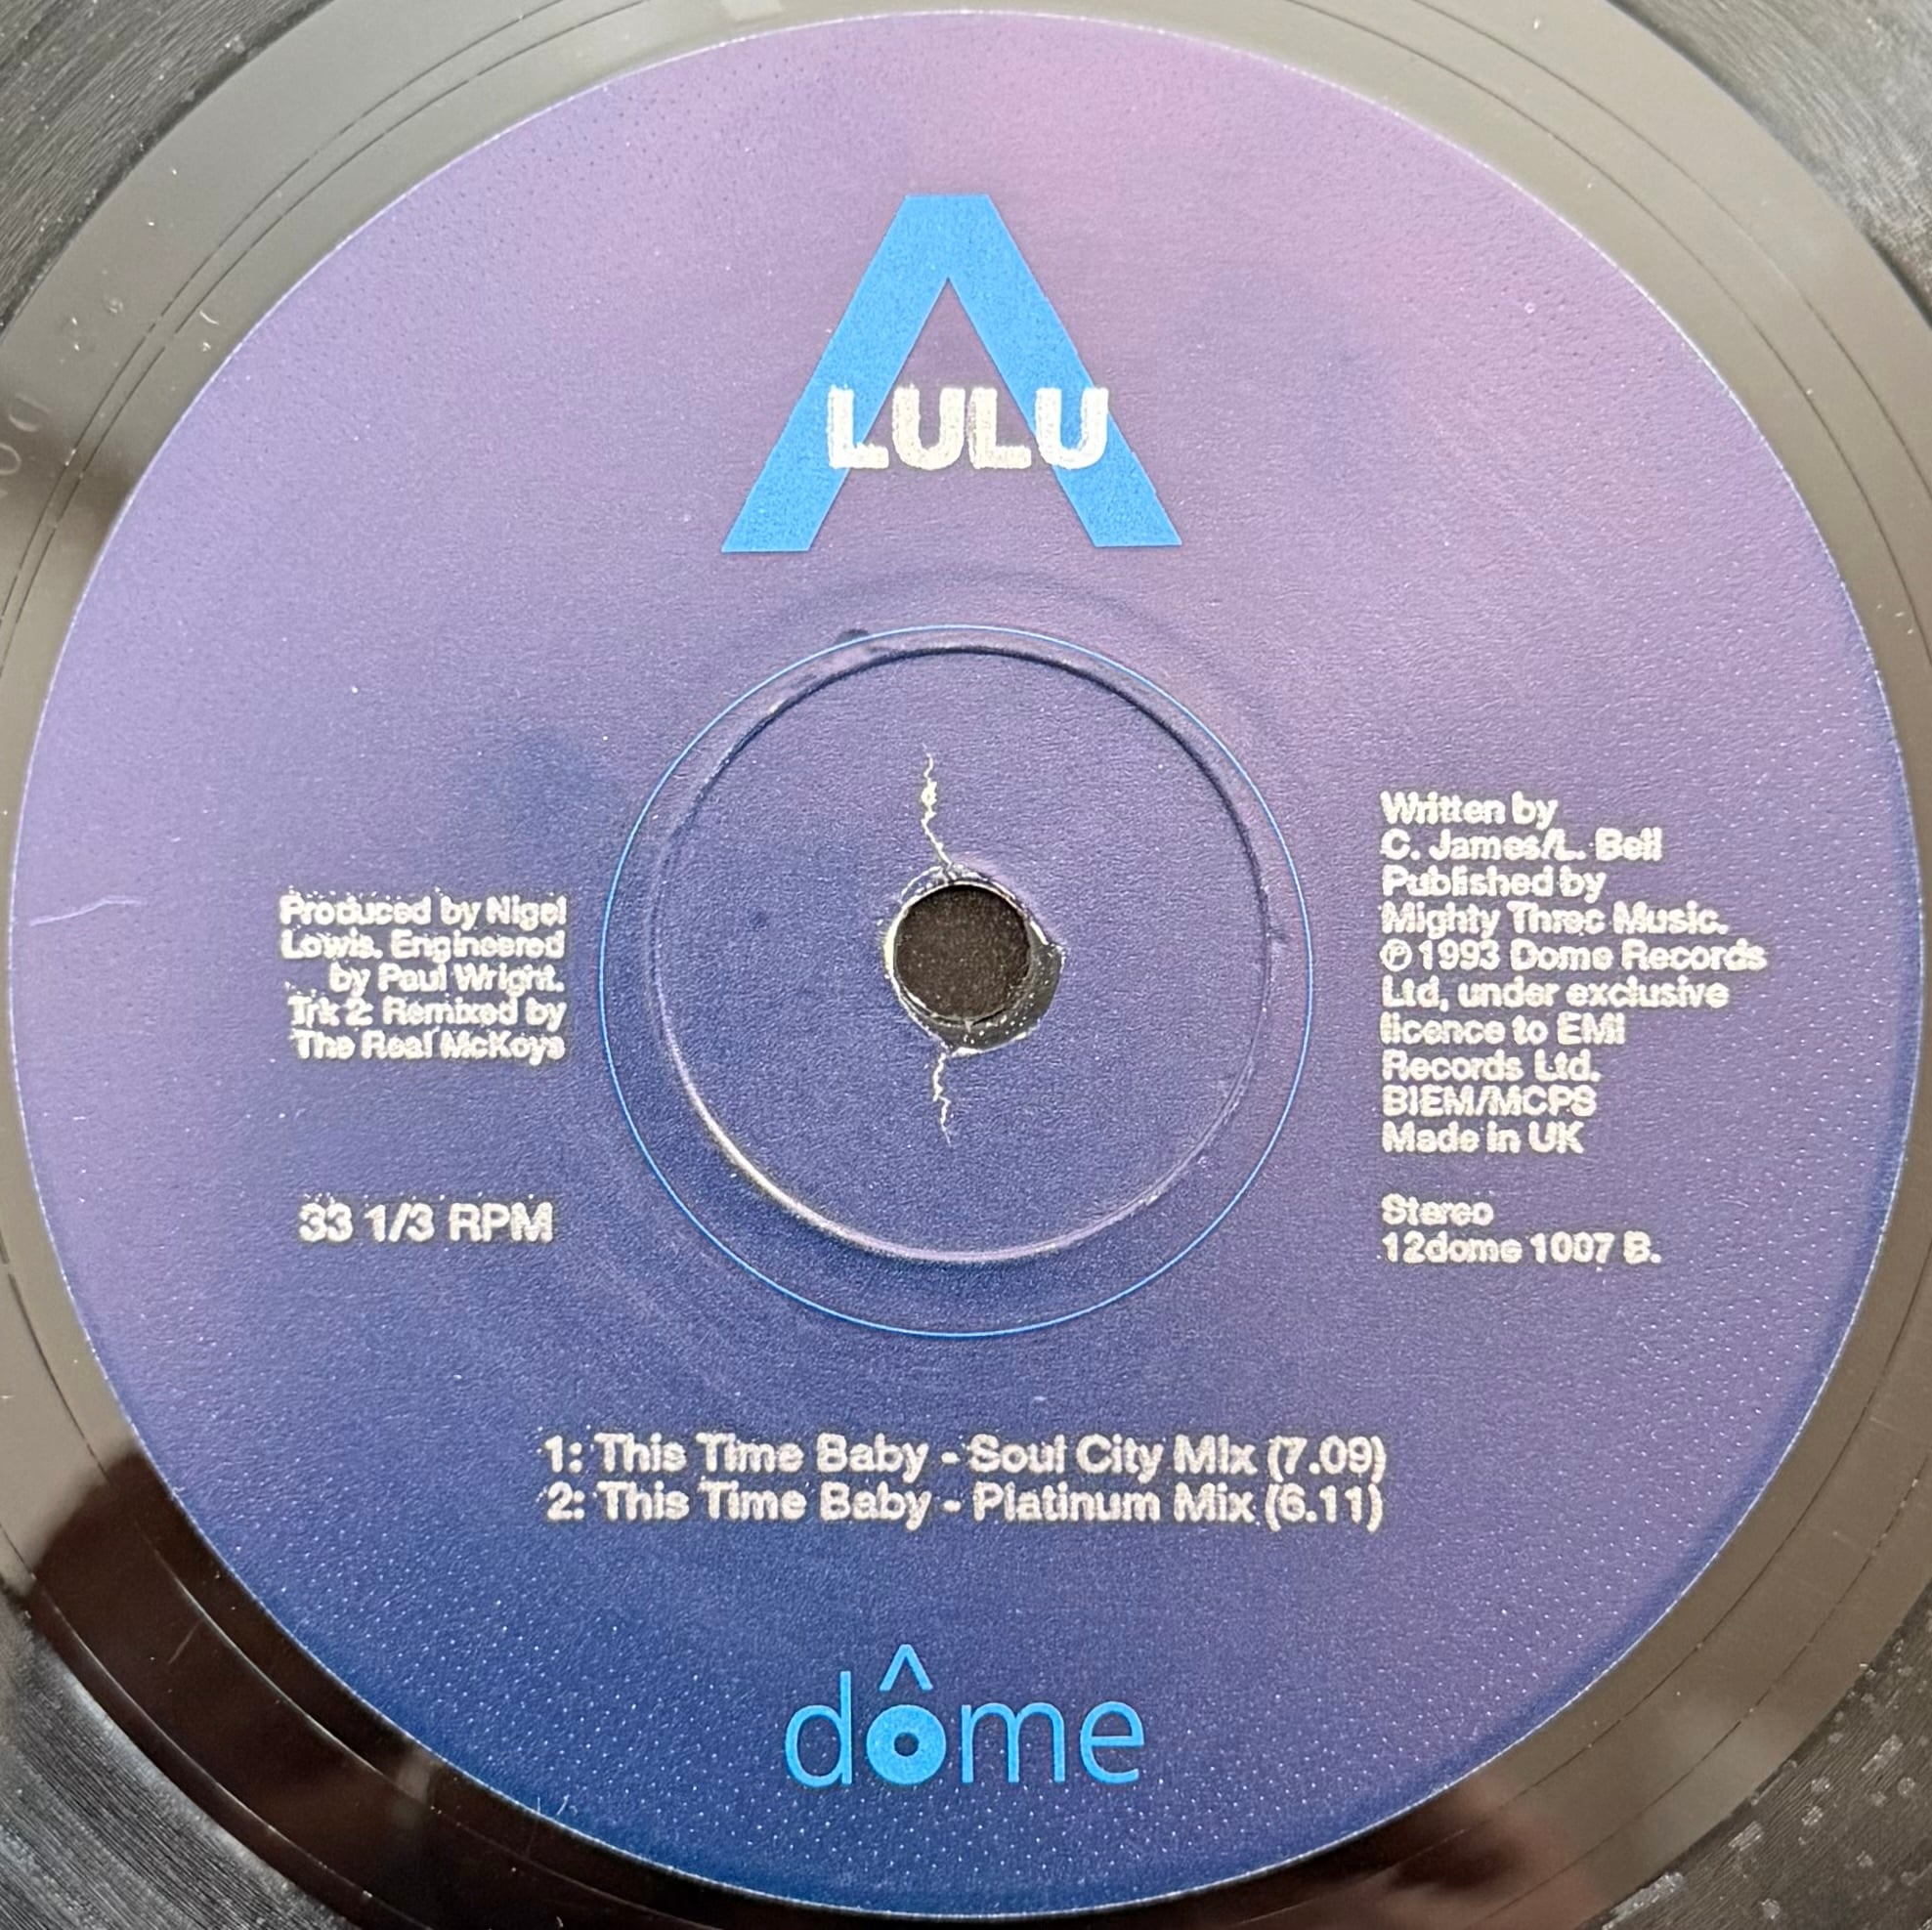 LULU
Produced by Nigel
Lowis. Engineered
by Paul Wright.
Trk 2: Remixed by
The Real McKoys
33 1/3 RPM
Written by
C. James/L. Bell
Published by
Mighty Three Music.
℗ 1993 Dome Records
Ltd, under exclusive
licence to EMI
Records Ltd.
BIEM/MCPS
Made in UK
Stereo
12dome 1007 B.
1: This Time Baby - Soul City Mix (7.09)
2: This Time Baby - Platinum Mix (6.11)
dôme